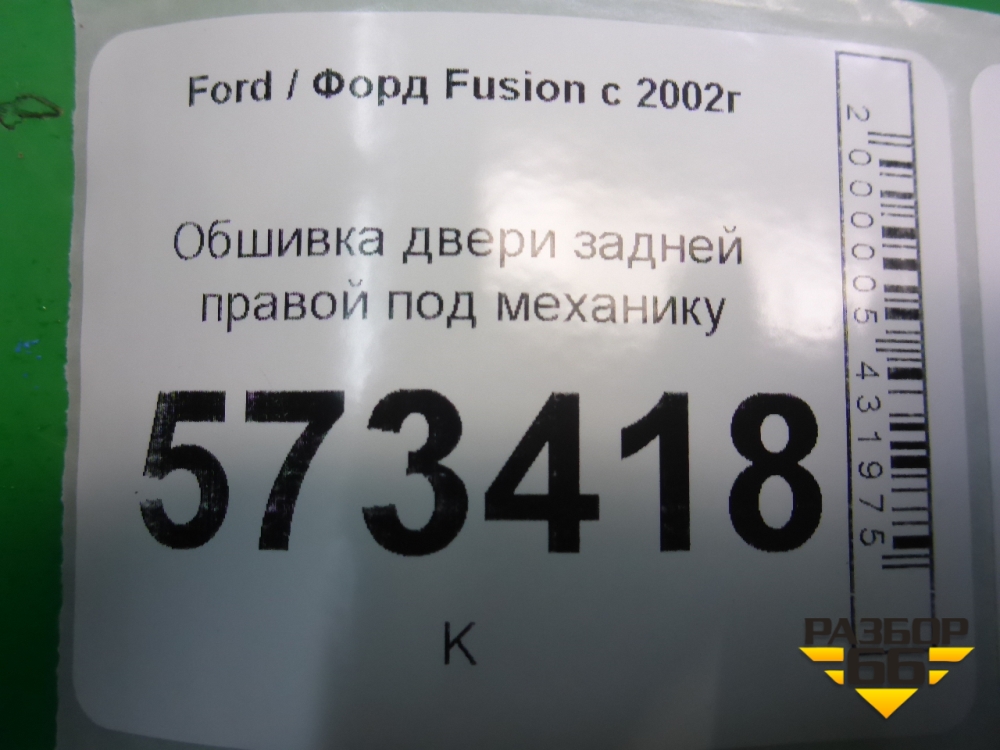 Ford / Форд Fusion с 2002г
Обшивка двери задней
правой под механику
573418
К
2000005431975
РАЗБОР
66